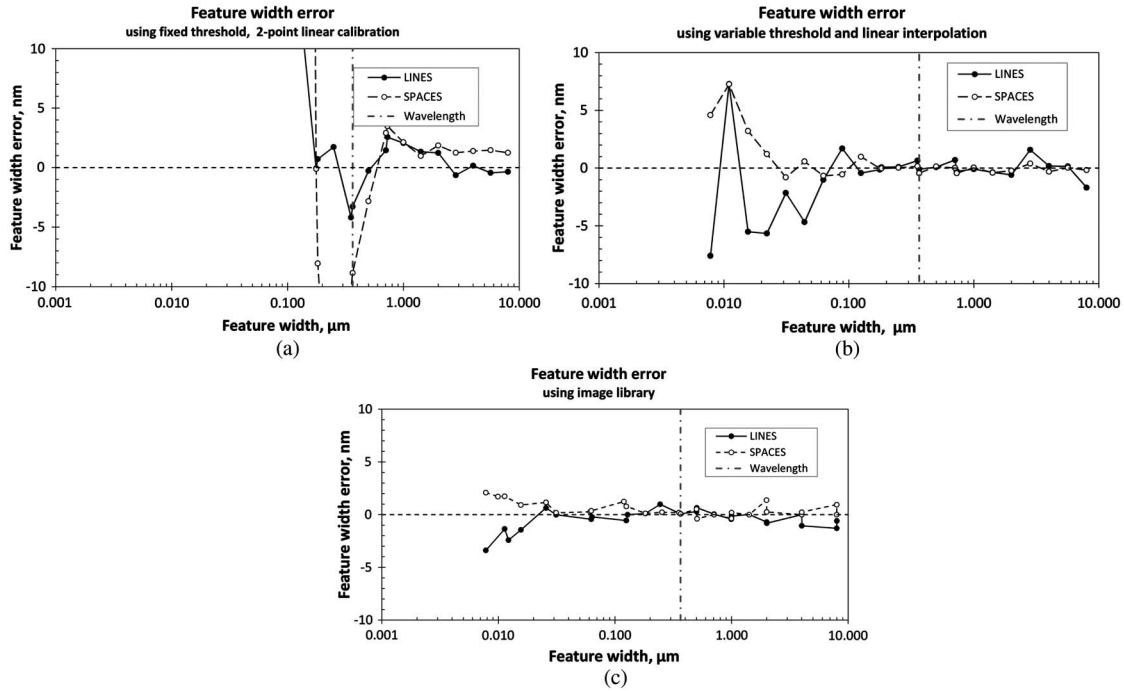 Feature width error
using fixed threshold, 2-point linear calibration
10
5
0
-5
-10
Feature width error, nm
LINES
SPACES
Wavelength
0.001
0.010
0.100
1.000
10.000
Feature width, µm
(a)
Feature width error
using variable threshold and linear interpolation
10
5
0
-5
-10
Feature width error, nm
LINES
SPACES
Wavelength
0.001
0.010
0.100
1.000
10.000
Feature width, µm
(b)
Feature width error
using image library
10
5
0
-5
-10
Feature width error, nm
LINES
SPACES
Wavelength
0.001
0.010
0.100
1.000
10.000
Feature width, µm
(c)